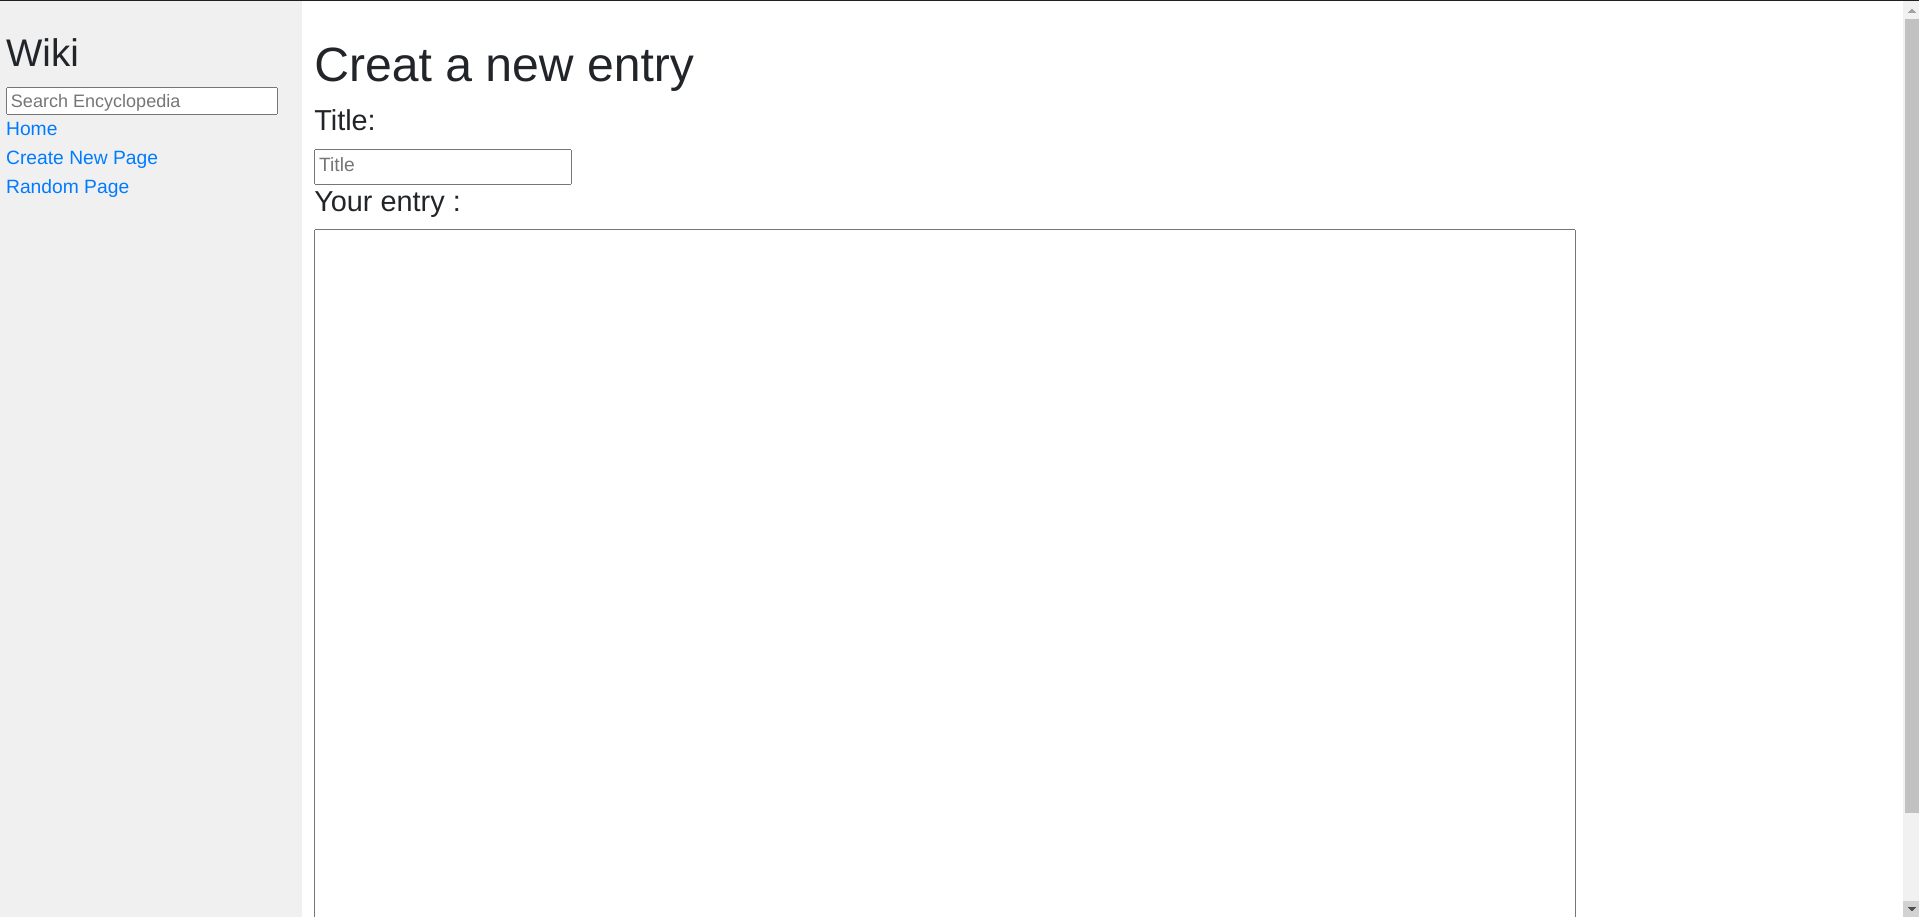 Wiki
Search Encyclopedia
Home
Create New Page
Random Page
Creat a new entry
Title:
Title
Your entry :